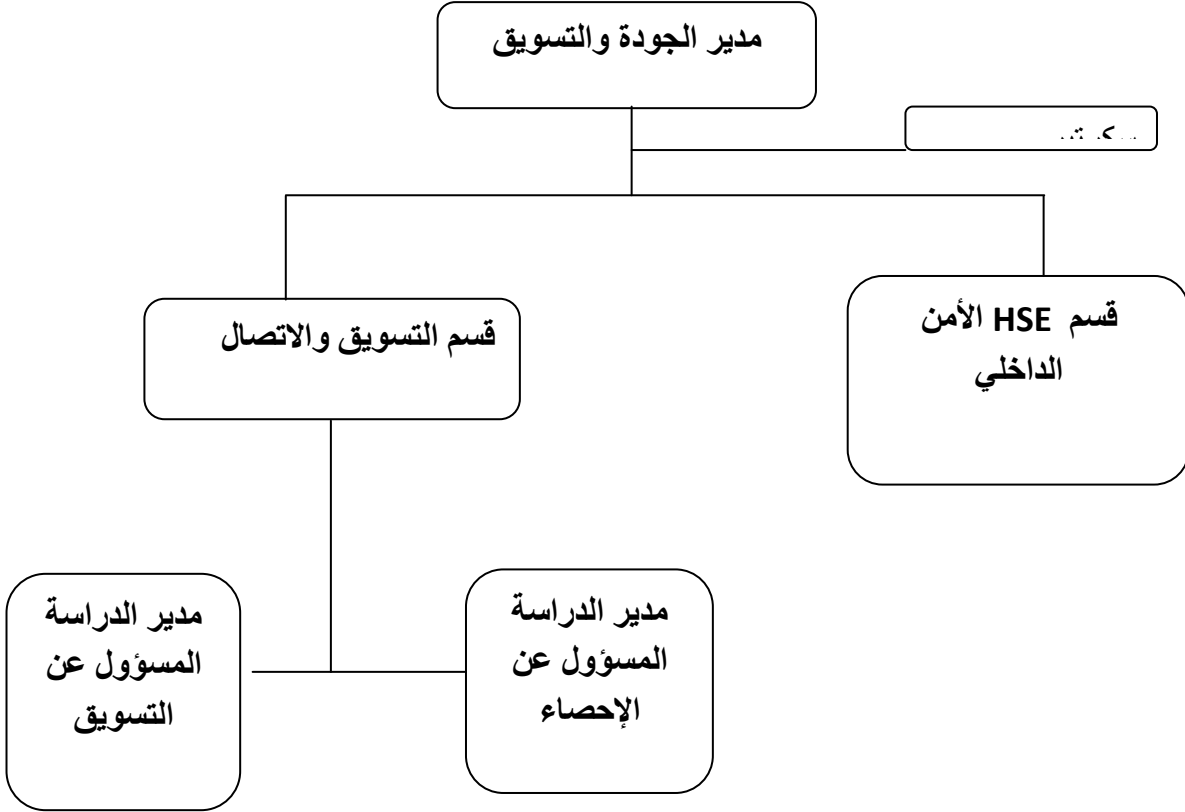 مدير الجودة والتسويق
قسم HSE الأمن
الداخلي
قسم التسويق والاتصال
مدير الدراسة
المسؤول عن
الإحصاء
مدير الدراسة
المسؤول عن
التسويق